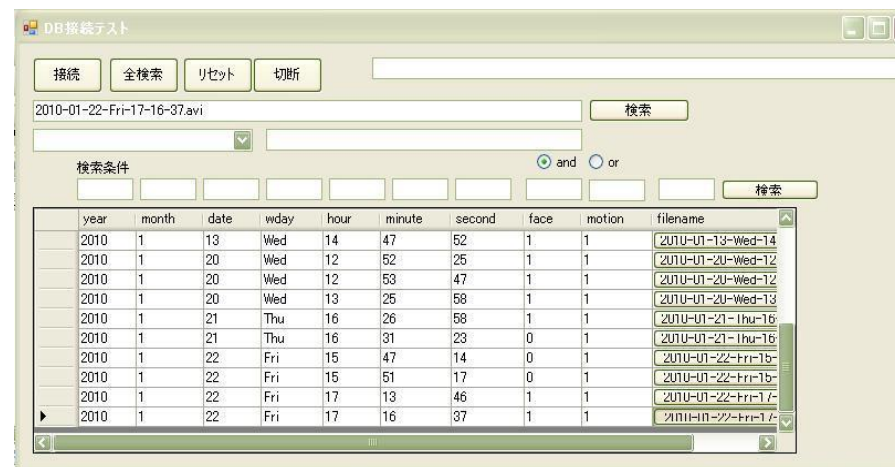 DB接続テスト
接続 全検索 リセット 切断
2010-01-22-Fri-17-16-37.avi 検索
検索条件 and or
検索
year month date wday hour minute second face motion filename
2010 1 13 Wed 14 47 52 1 1 2010-01-13-Wed-14
2010 1 20 Wed 12 52 25 1 1 2010-01-20-Wed-12
2010 1 20 Wed 12 53 47 1 1 2010-01-20-Wed-12
2010 1 20 Wed 13 25 58 1 1 2010-01-20-Wed-13
2010 1 21 Thu 16 26 58 1 1 2010-01-21-Thu-16-
2010 1 21 Thu 16 31 23 0 1 2010-01-21-Thu-16-
2010 1 22 Fri 15 47 14 0 1 2010-01-22-Fri-15-
2010 1 22 Fri 15 51 17 0 1 2010-01-22-Fri-15-
2010 1 22 Fri 17 13 46 1 1 2010-01-22-Fri-17-
2010 1 22 Fri 17 16 37 1 1 2010-01-22-Fri-17-